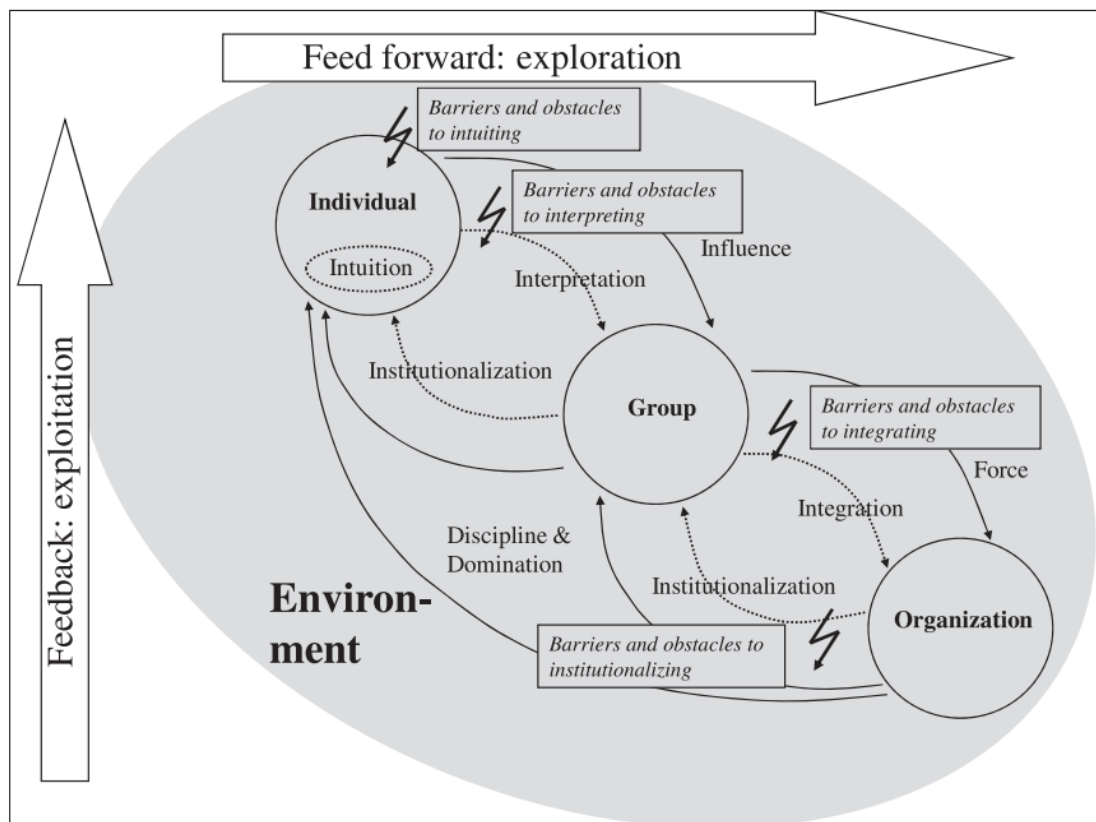 Feed forward: exploration
Barriers and obstacles
to intuiting
Individual
Barriers and obstacles
to interpreting
Influence
Intuition
Interpretation
Feedback: exploitation
Institutionalization
Group
Barriers and obstacles
to integrating
Force
Integration
Discipline &
Domination
Institutionalization
Environ-
ment
Organization
Barriers and obstacles to
institutionalizing